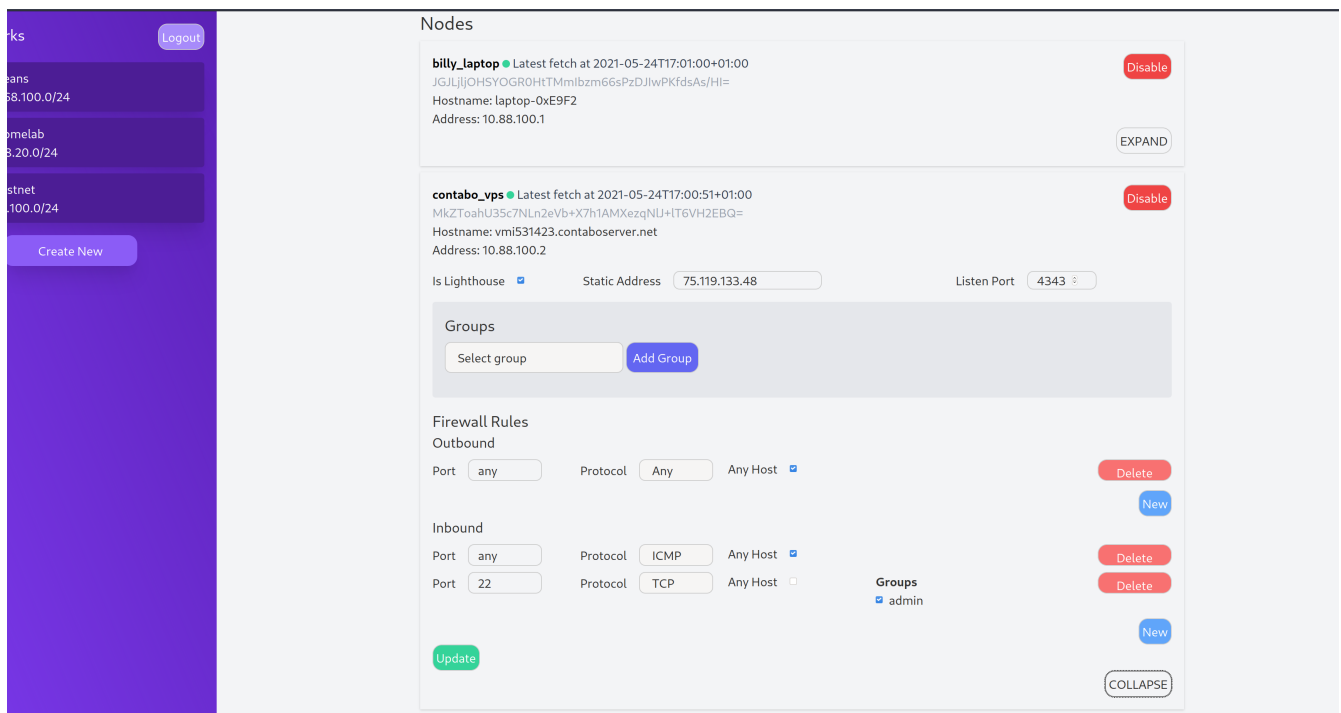 rks
Logout
eans
58.100.0/24
omelab
8.20.0/24
stnet
.100.0/24
Create New
Nodes
billy_laptop Latest fetch at 2021-05-24T17:01:00+01:00
Disable
JGJLjljOHSYOGR0HtTMmIbzm66sPzDJIwPKfdsAs/HI=
Hostname: laptop-0xE9F2
Address: 10.88.100.1
EXPAND
contabo_vps Latest fetch at 2021-05-24T17:00:51+01:00
Disable
MkZToahU35c7NLn2eVb+X7h1AMXezqNlJ+lT6VH2EBQ=
Hostname: vmi531423.contaboserver.net
Address: 10.88.100.2
Is Lighthouse Static Address 75.119.133.48 Listen Port 4343
Groups
Select group Add Group
Firewall Rules
Outbound
Port any Protocol Any Any Host Delete
New
Inbound
Port any Protocol ICMP Any Host Delete
Port 22 Protocol TCP Any Host Groups Delete
admin
New
Update
COLLAPSE